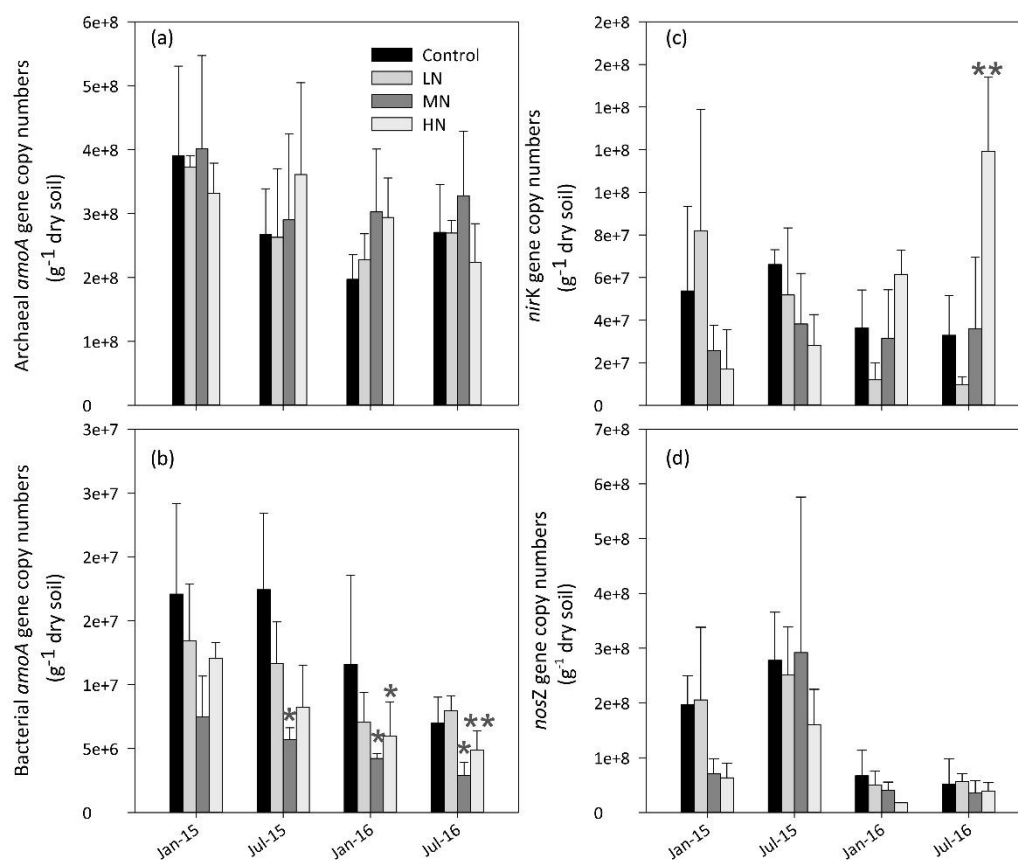 Archaeal amoA gene copy numbers
(g-1 dry soil)
6e+8
5e+8
4e+8
3e+8
2e+8
1e+8
0
(a)
Control
LN
MN
HN
nirK gene copy numbers
(g-1 dry soil)
2e+8
2e+8
1e+8
1e+8
1e+8
8e+7
6e+7
4e+7
2e+7
0
(c)
**
Bacterial amoA gene copy numbers
(g-1 dry soil)
3e+7
3e+7
2e+7
2e+7
1e+7
5e+6
0
(b)
*
*
*
*
**
Jan-15
Jul-15
Jan-16
Jul-16
nosZ gene copy numbers
(g-1 dry soil)
7e+8
6e+8
5e+8
4e+8
3e+8
2e+8
1e+8
0
(d)
Jan-15
Jul-15
Jan-16
Jul-16